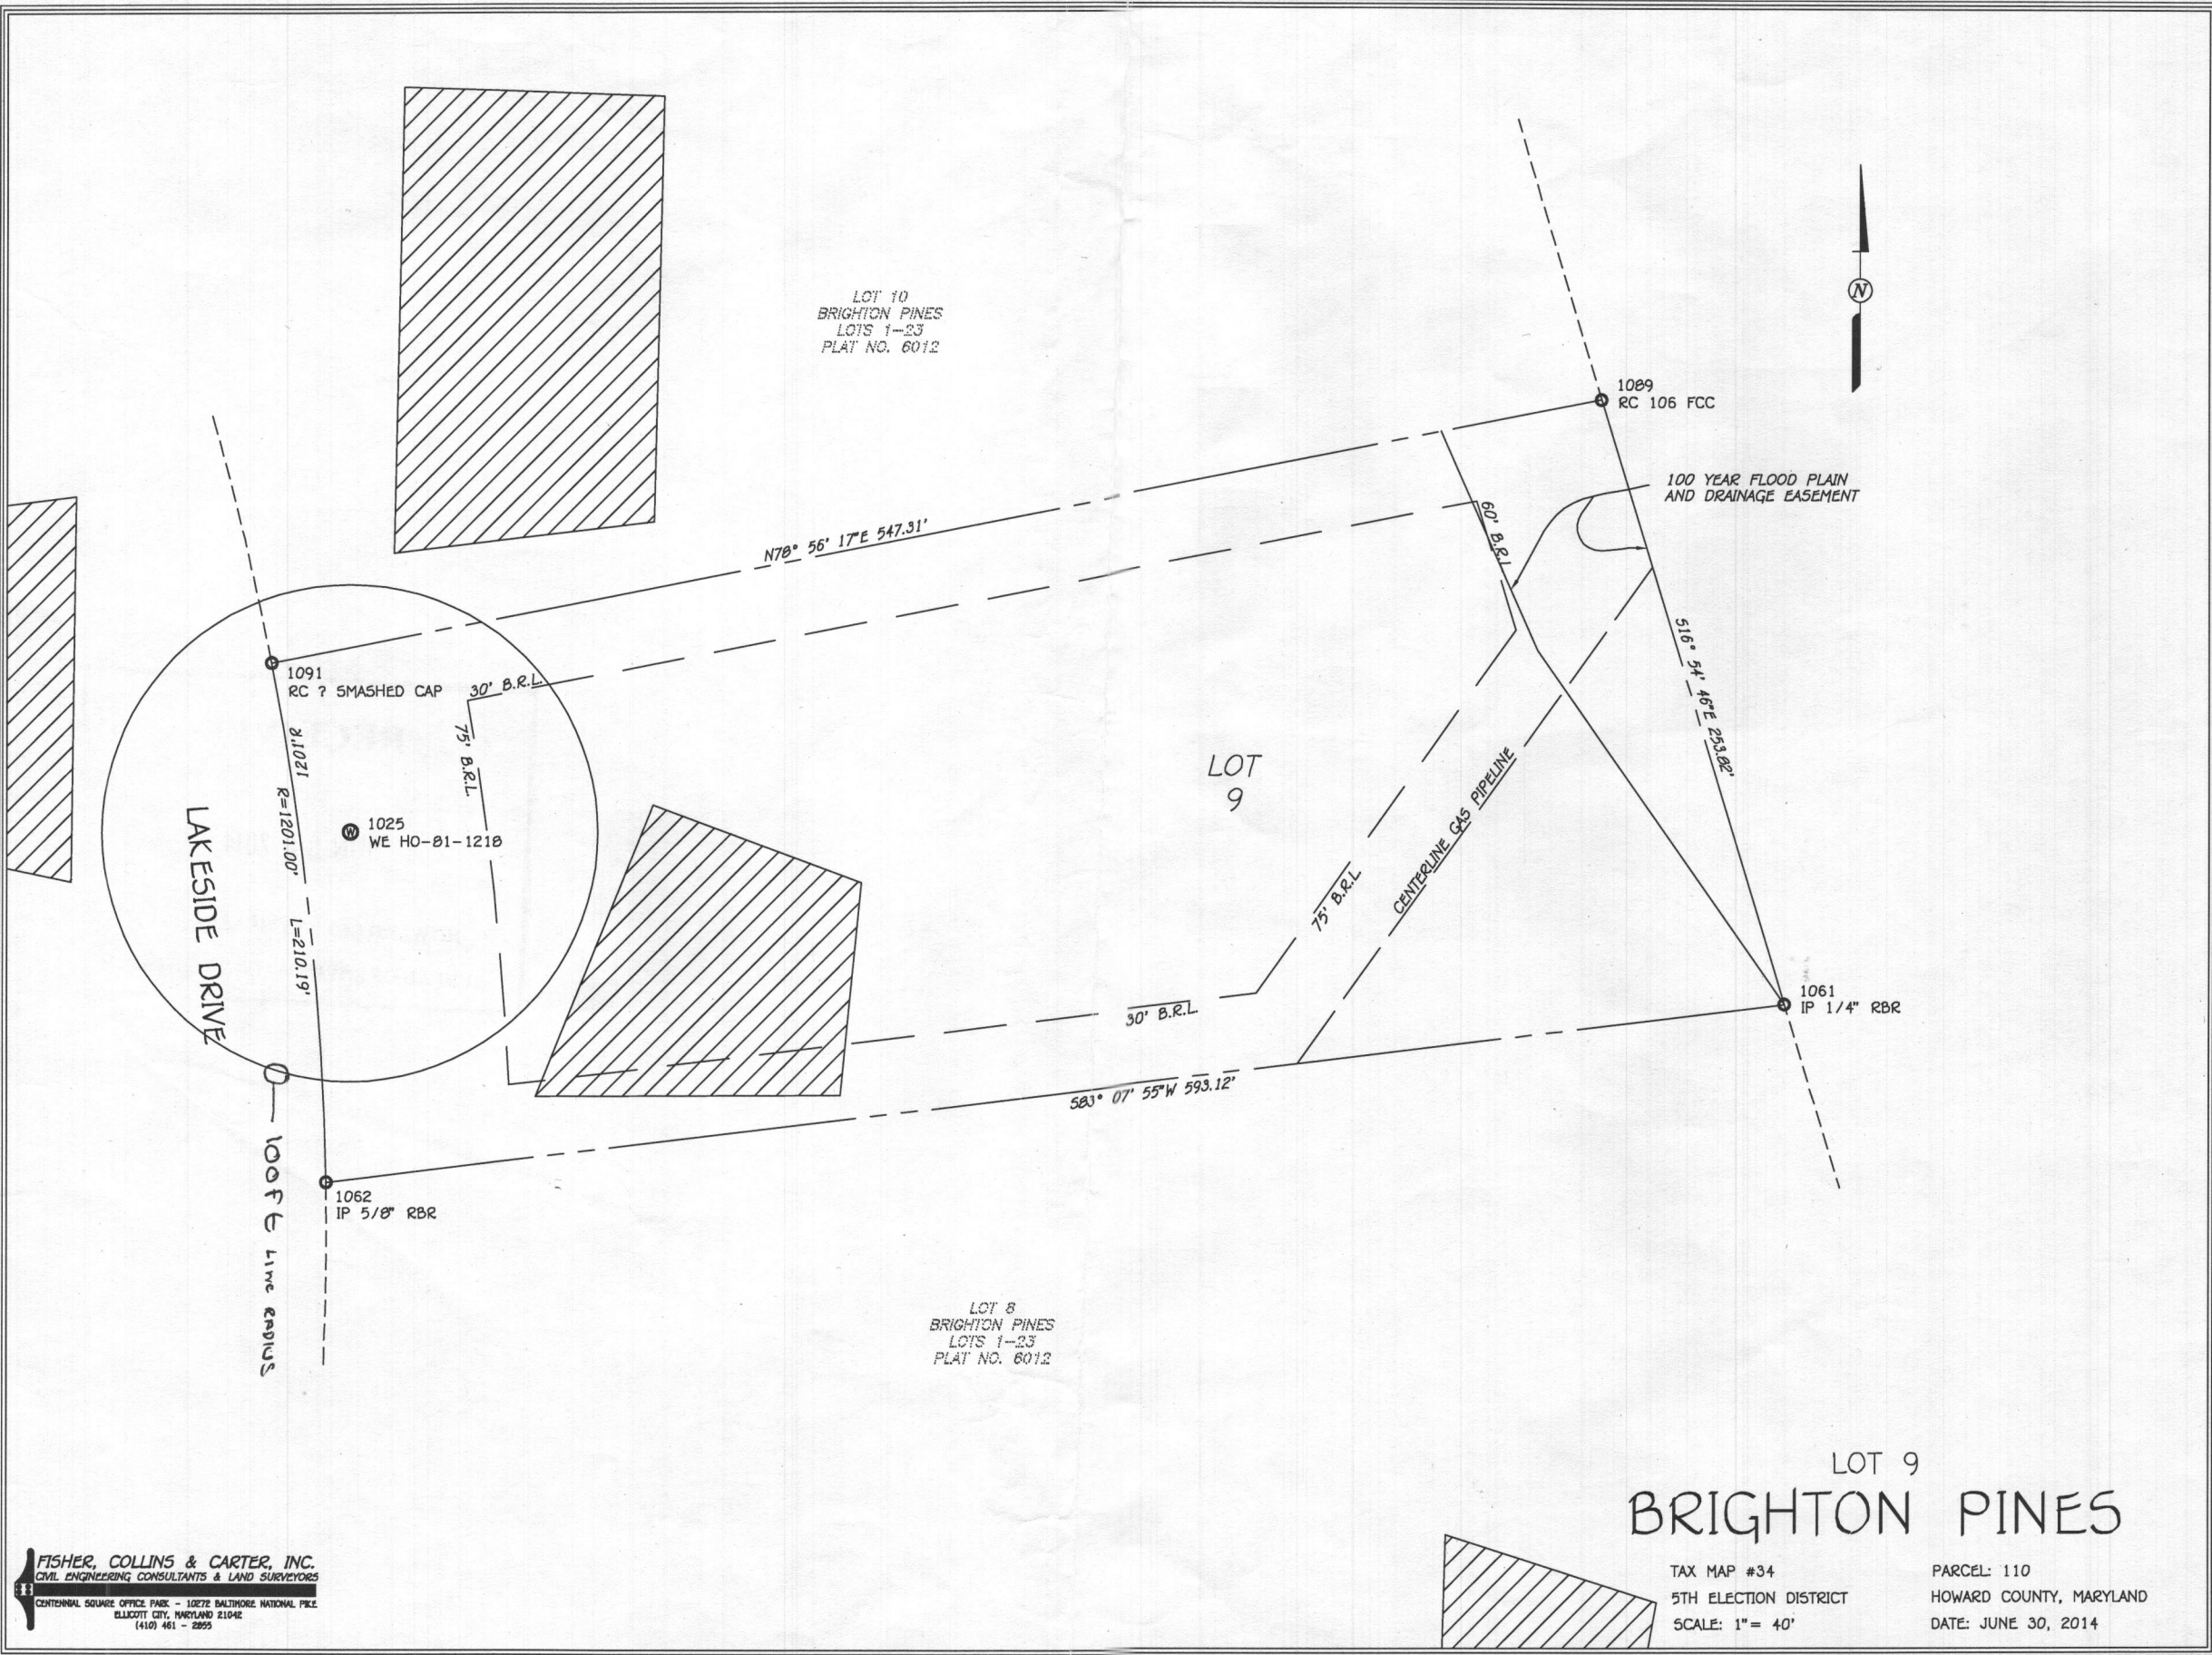 LOT 10
BRIGHTON PINES
LOTS 1-23
PLAT NO. 6012
1089
RC 106 FCC
100 YEAR FLOOD PLAIN
AND DRAINAGE EASEMENT
N
N78° 56' 17"E 547.31'
60' B.R.L
S16° 54' 46"E 253.82'
1091
RC ? SMASHED CAP
30' B.R.L.
75' B.R.L.
1201'R
R=1201.00'
L=210.19'
W
1025
WE HO-81-1218
LAKESIDE DRIVE
LOT
9
CENTERLINE GAS PIPELINE
75' B.R.L
30' B.R.L.
1061
IP 1/4" RBR
S83° 07' 55"W 593.12'
1062
IP 5/8" RBR
100Ft Line RADIUS
LOT 8
BRIGHTON PINES
LOTS 1-23
PLAT NO. 6012
LOT 9
BRIGHTON PINES
TAX MAP #34
PARCEL: 110
5TH ELECTION DISTRICT
HOWARD COUNTY, MARYLAND
SCALE: 1"= 40'
DATE: JUNE 30, 2014
FISHER, COLLINS & CARTER, INC.
CIVIL ENGINEERING CONSULTANTS & LAND SURVEYORS
CENTENNIAL SQUARE OFFICE PARK - 10272 BALTIMORE NATIONAL PIKE
ELLICOTT CITY, MARYLAND 21042
(410) 461 - 2855